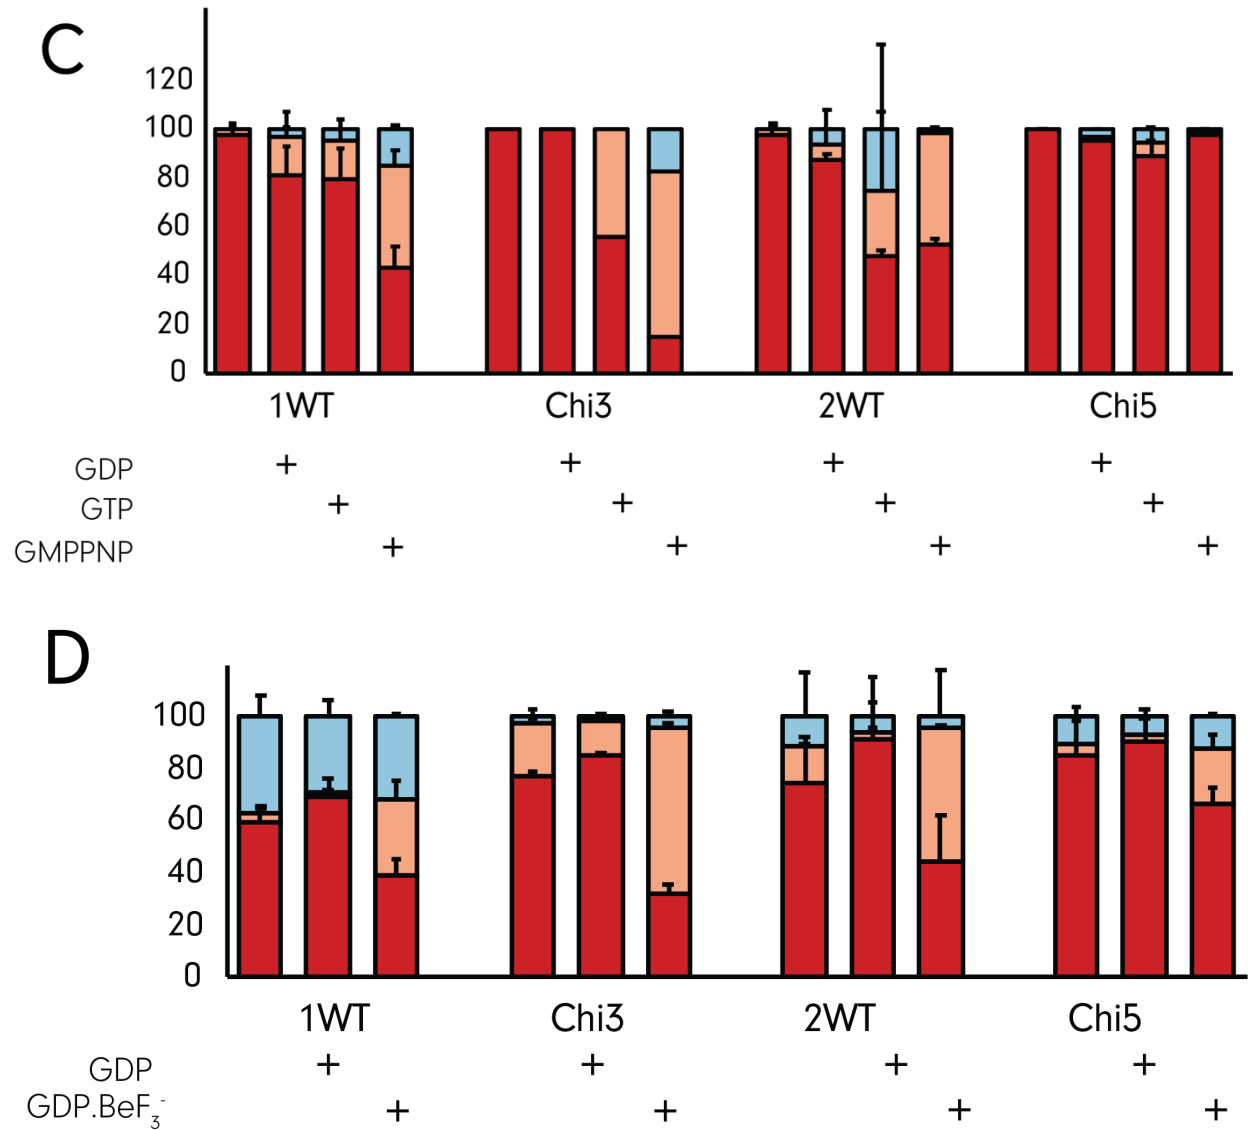 C
120
100
80
60
40
20
0
1WT Chi3 2WT Chi5
GDP + + + +
GTP + + + +
GMPPNP + + + +
D
100
80
60
40
20
0
1WT Chi3 2WT Chi5
GDP + + + +
GDP.BeF₃⁻ + + + +